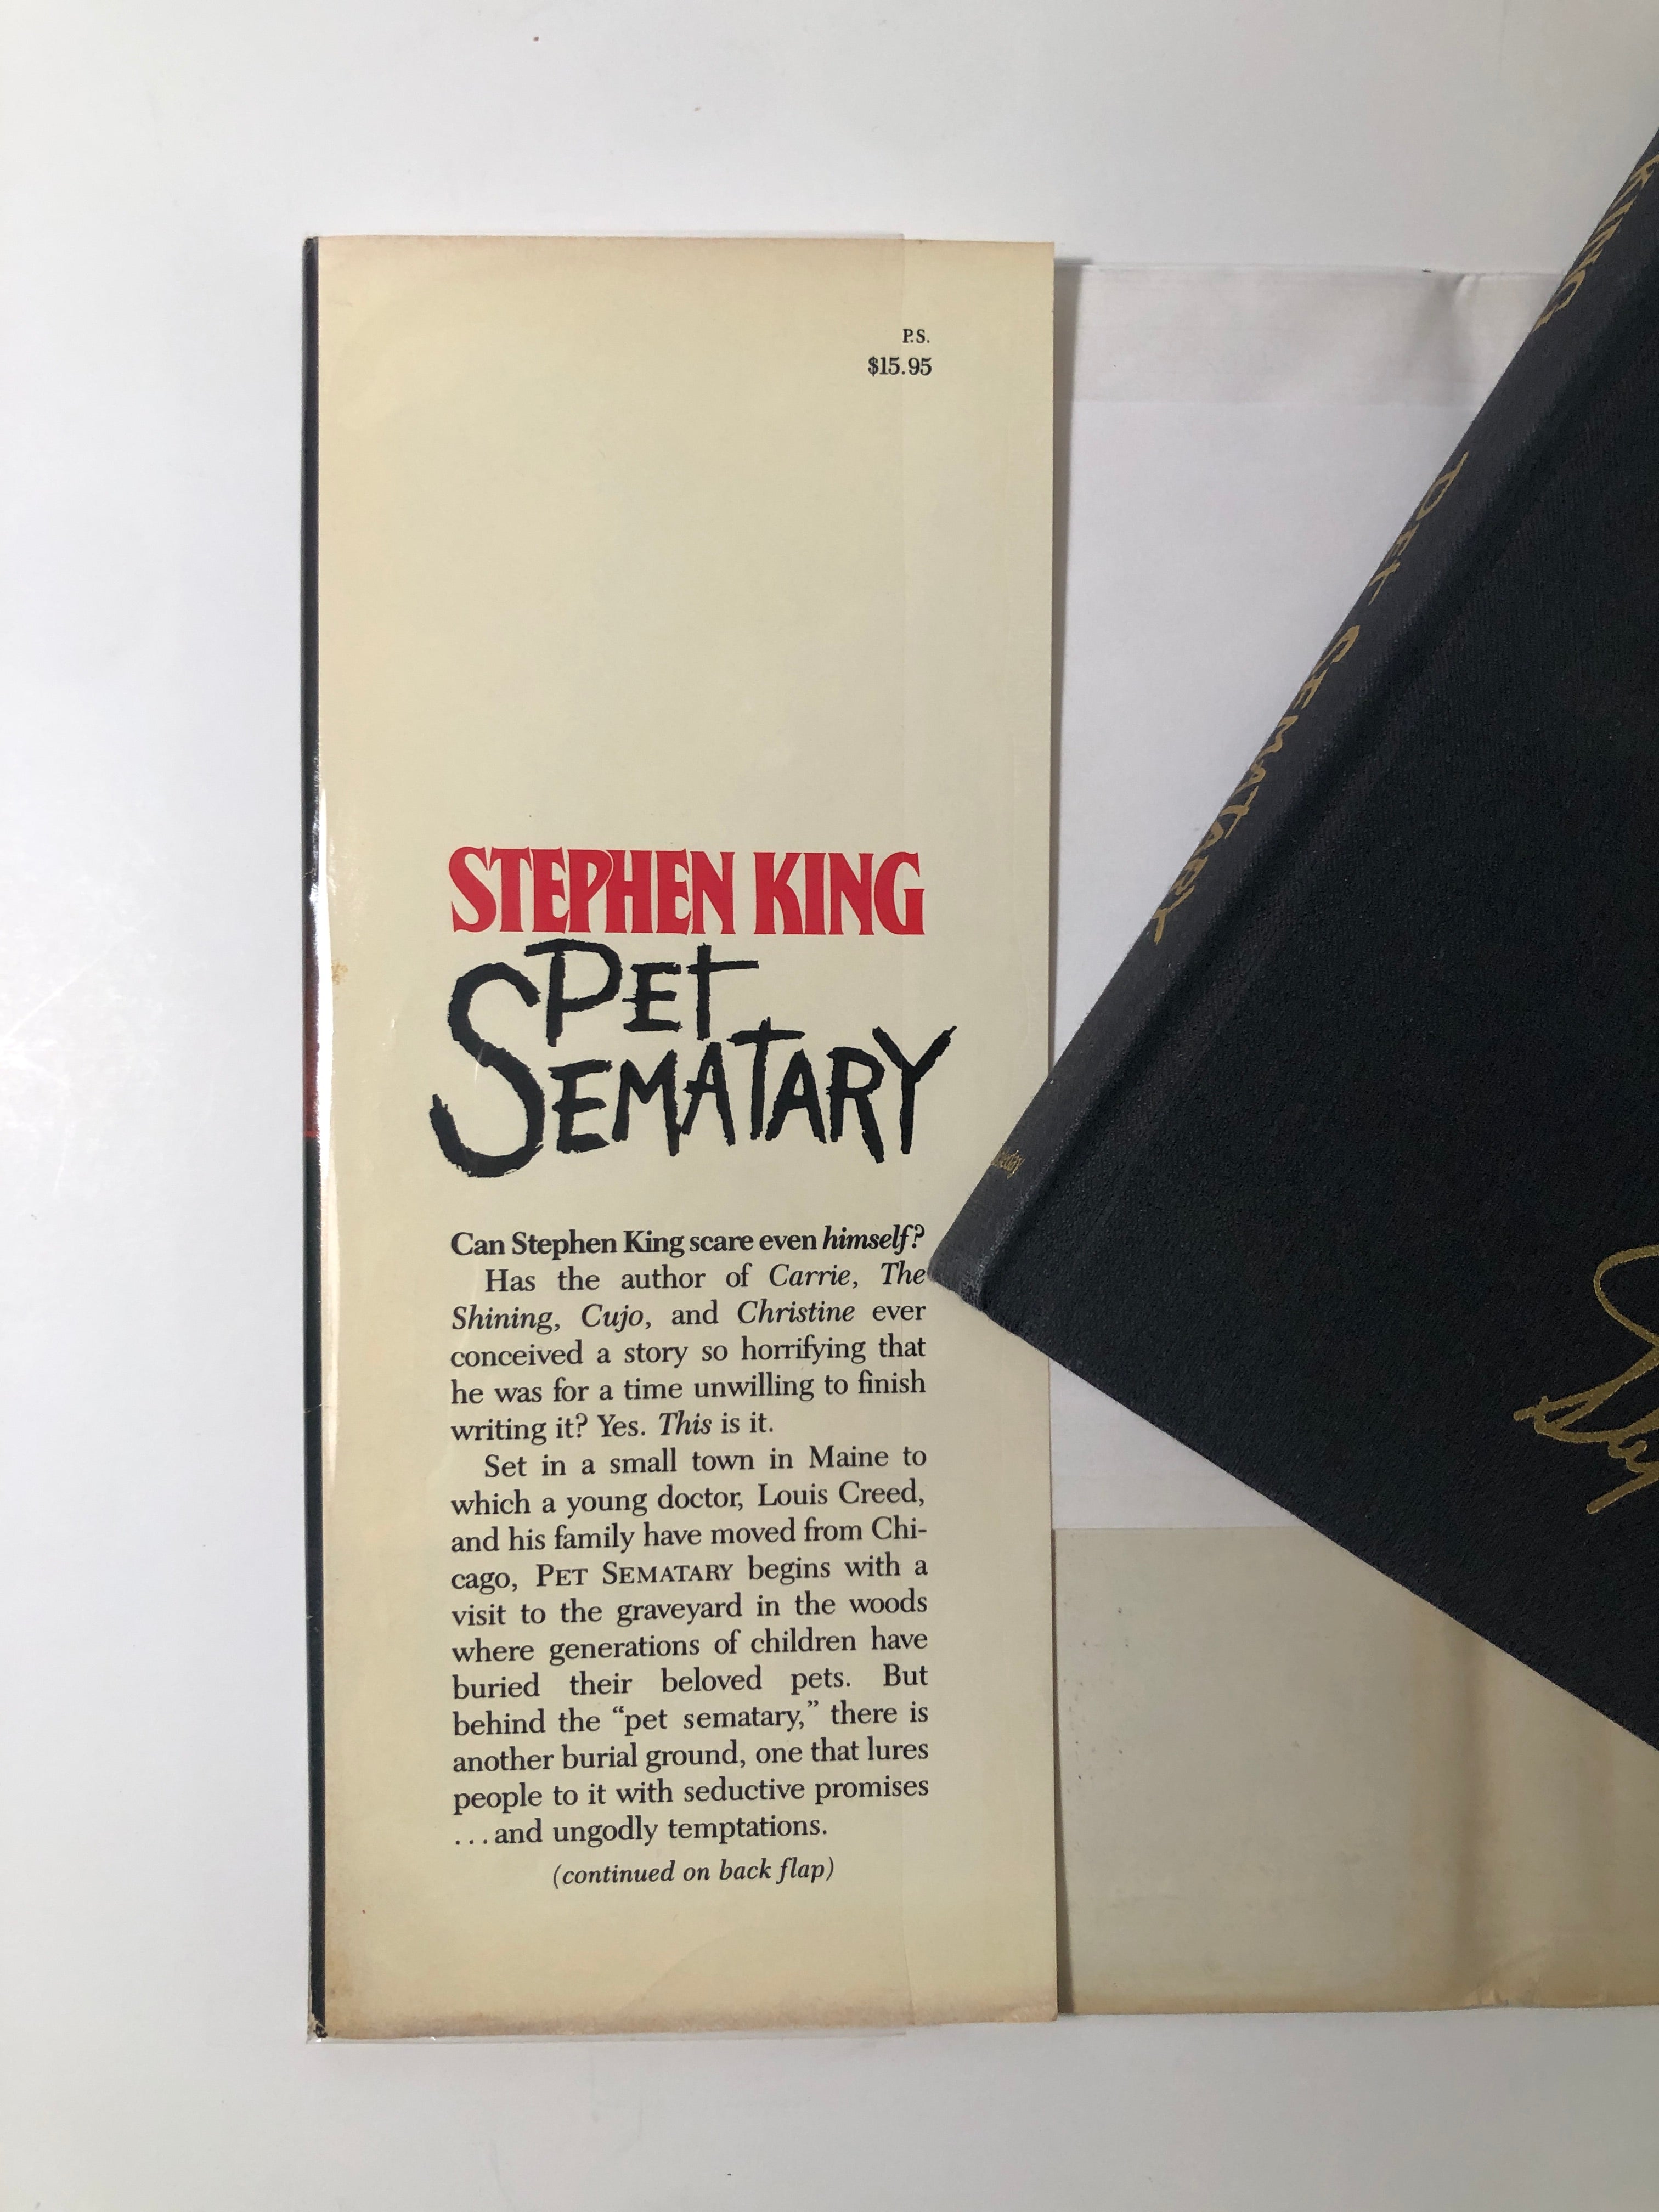 P.S.
$15.95
STEPHEN KING
PET
SEMATARY
Can Stephen King scare even himself?
Has the author of Carrie, The
Shining, Cujo, and Christine ever
conceived a story so horrifying that
he was for a time unwilling to finish
writing it? Yes. This is it.
Set in a small town in Maine to
which a young doctor, Louis Creed,
and his family have moved from Chi-
cago, PET SEMATARY begins with a
visit to the graveyard in the woods
where generations of children have
buried their beloved pets. But
behind the “pet sematary,” there is
another burial ground, one that lures
people to it with seductive promises
...and ungodly temptations.
(continued on back flap)
KING
PET SEMATARY